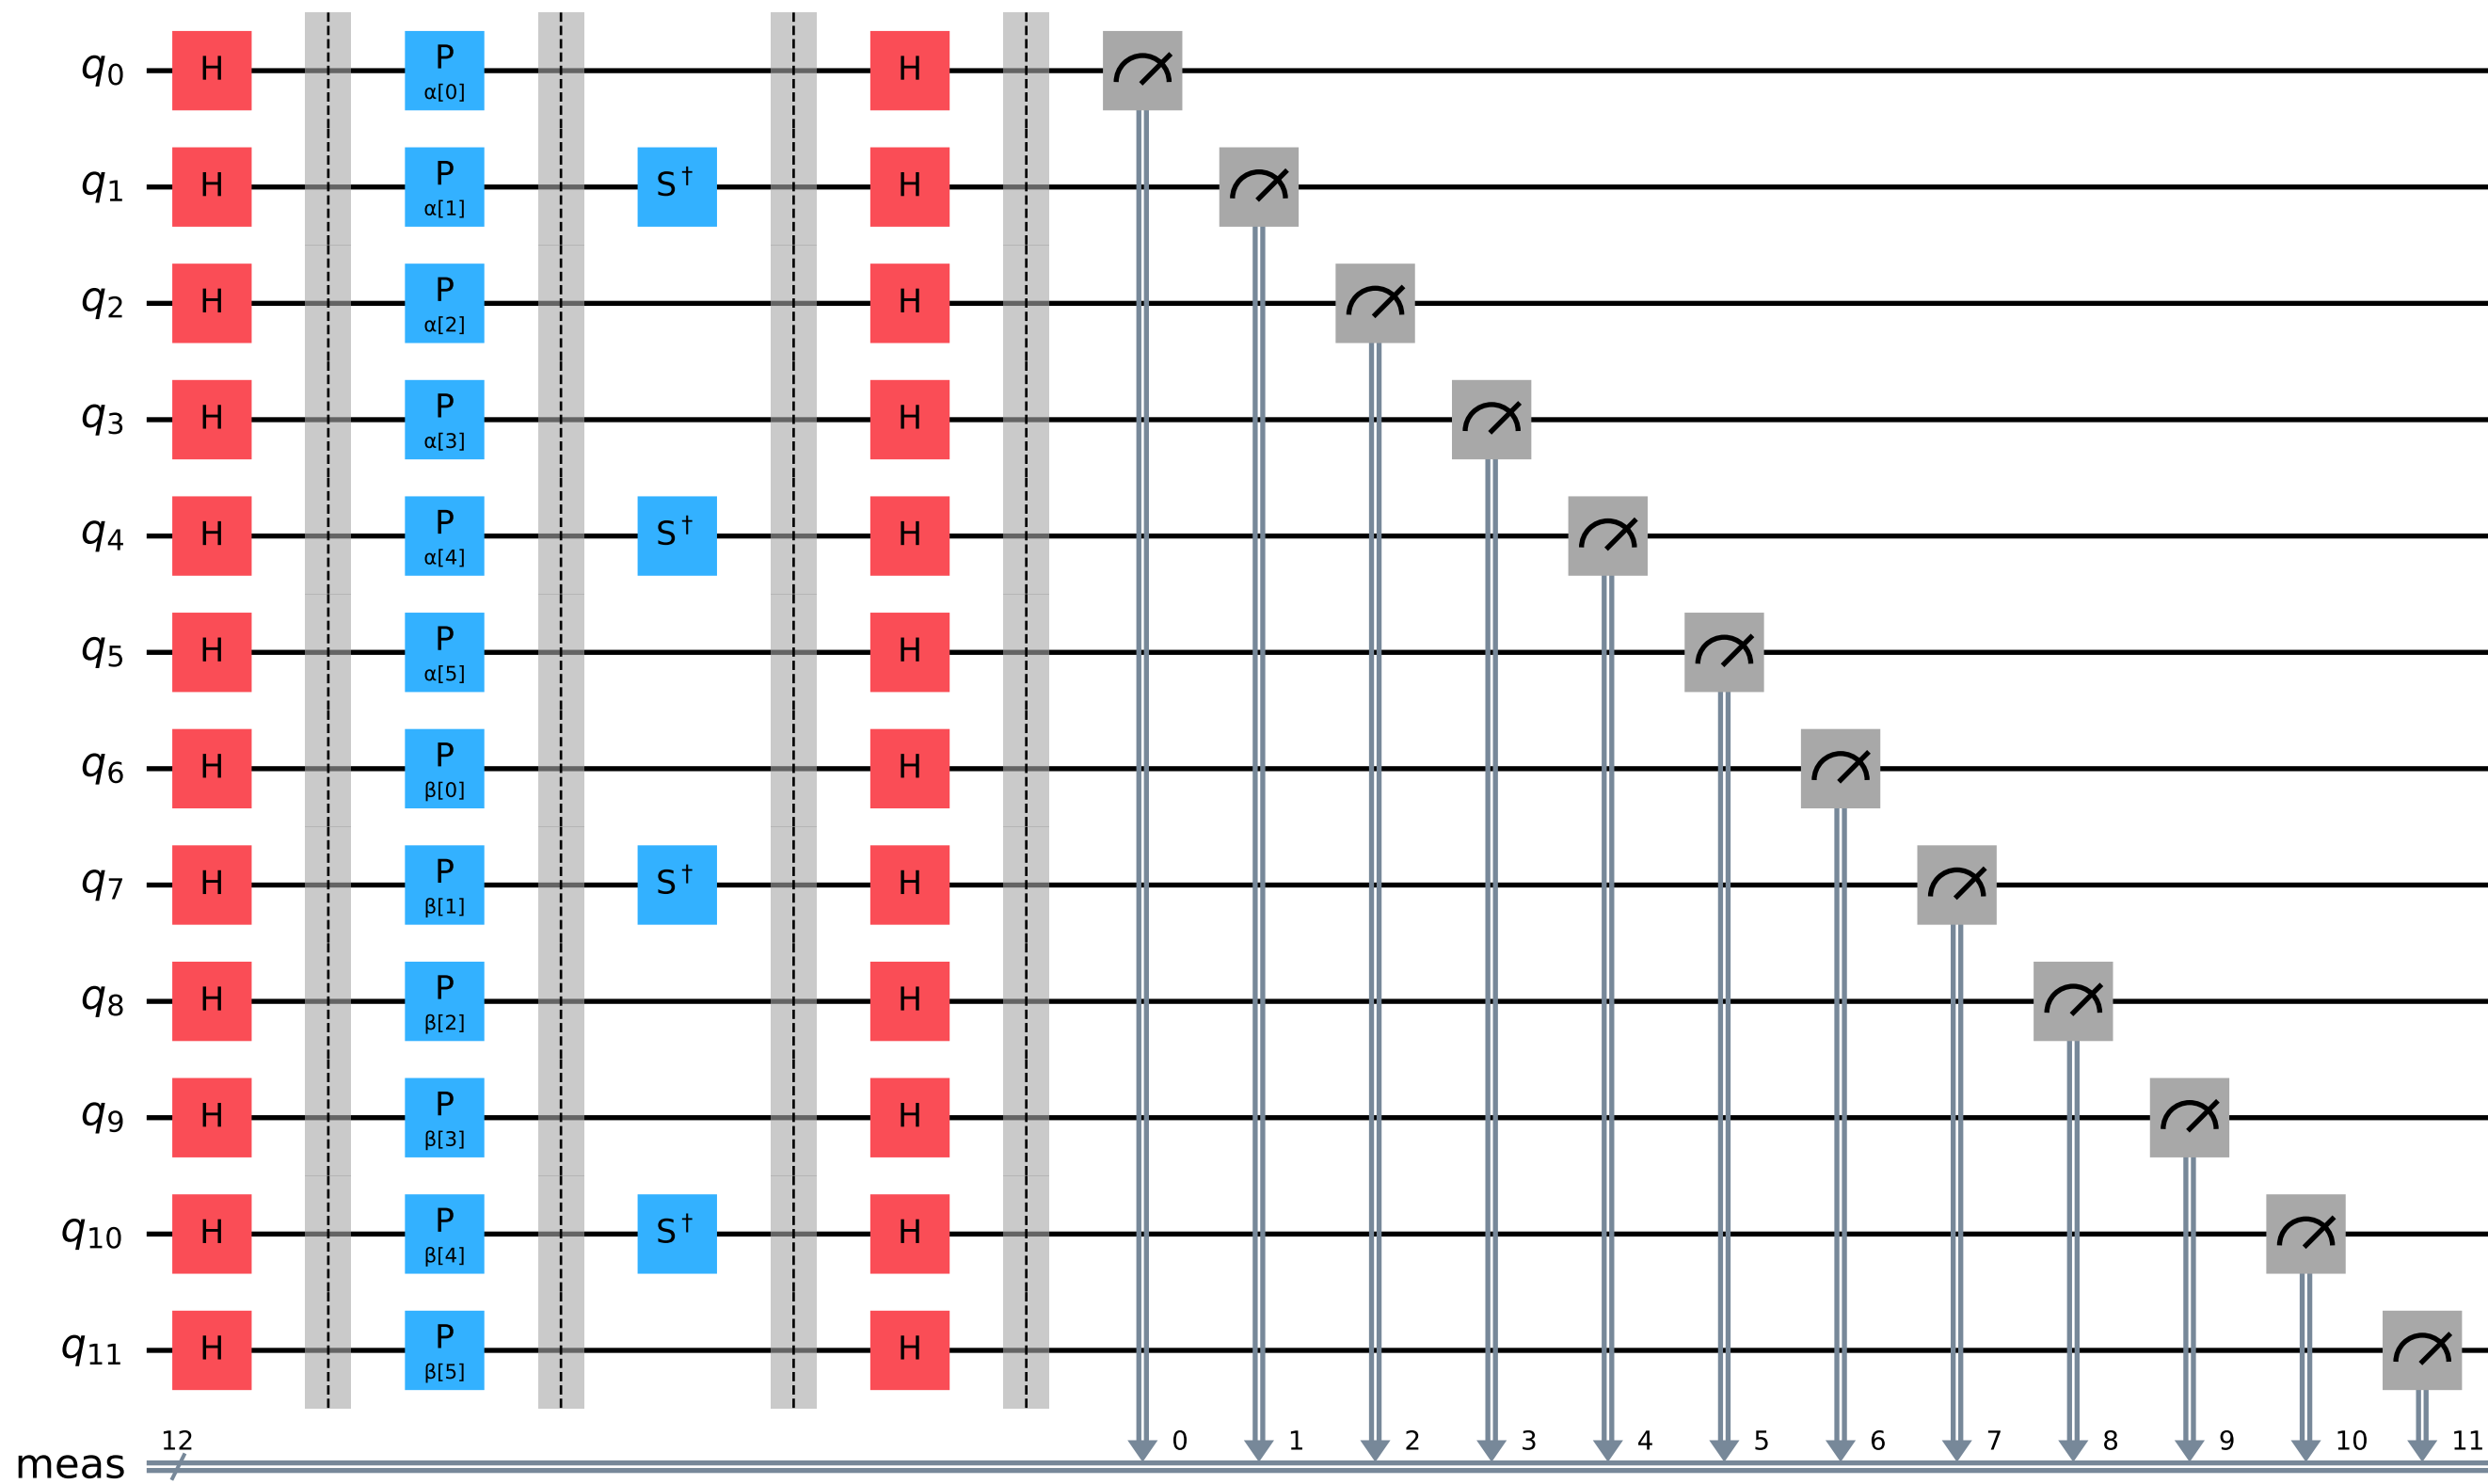 q0 H P α[0] H
q1 H P α[1] S† H
q2 H P α[2] H
q3 H P α[3] H
q4 H P α[4] S† H
q5 H P α[5] H
q6 H P β[0] H
q7 H P β[1] S† H
q8 H P β[2] H
q9 H P β[3] H
q10 H P β[4] S† H
q11 H P β[5] H
meas 12 0 1 2 3 4 5 6 7 8 9 10 11